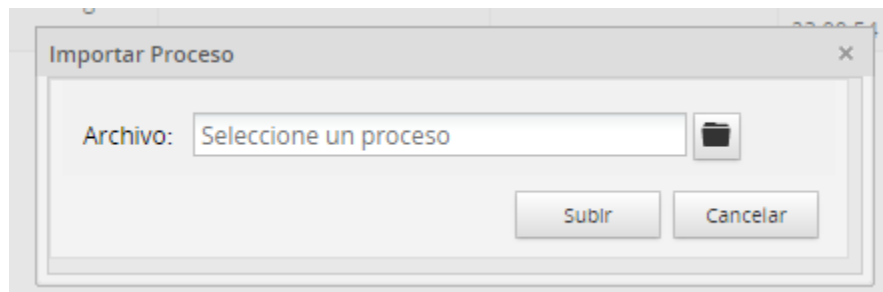 Importar Proceso
Archivo: Seleccione un proceso
Subir Cancelar